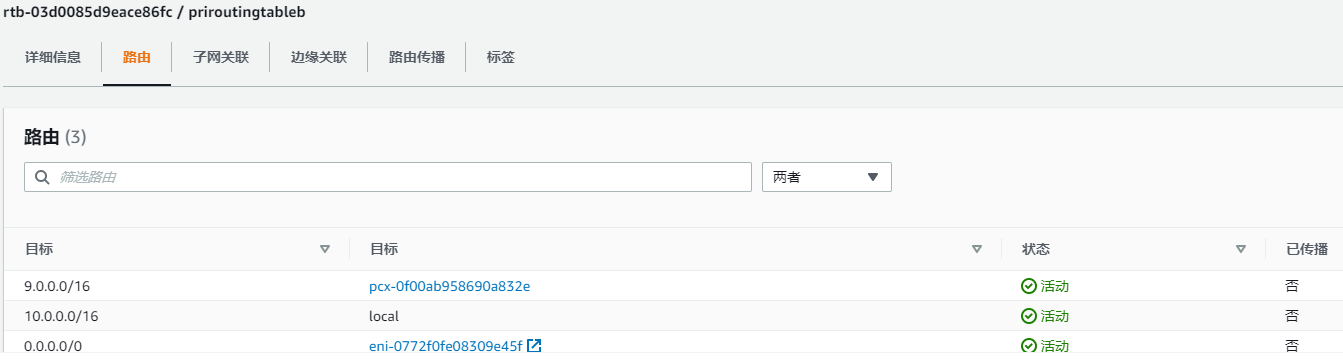 rtb-03d0085d9eace86fc / priroutingtableb
详细信息 路由 子网关联 边缘关联 路由传播 标签
路由 (3)
筛选路由 两者
目标 目标 状态 已传播
9.0.0.0/16 pcx-0f00ab958690a832e 活动 否
10.0.0.0/16 local 活动 否
0.0.0.0/0 eni-0772f0fe08309e45f 活动 否